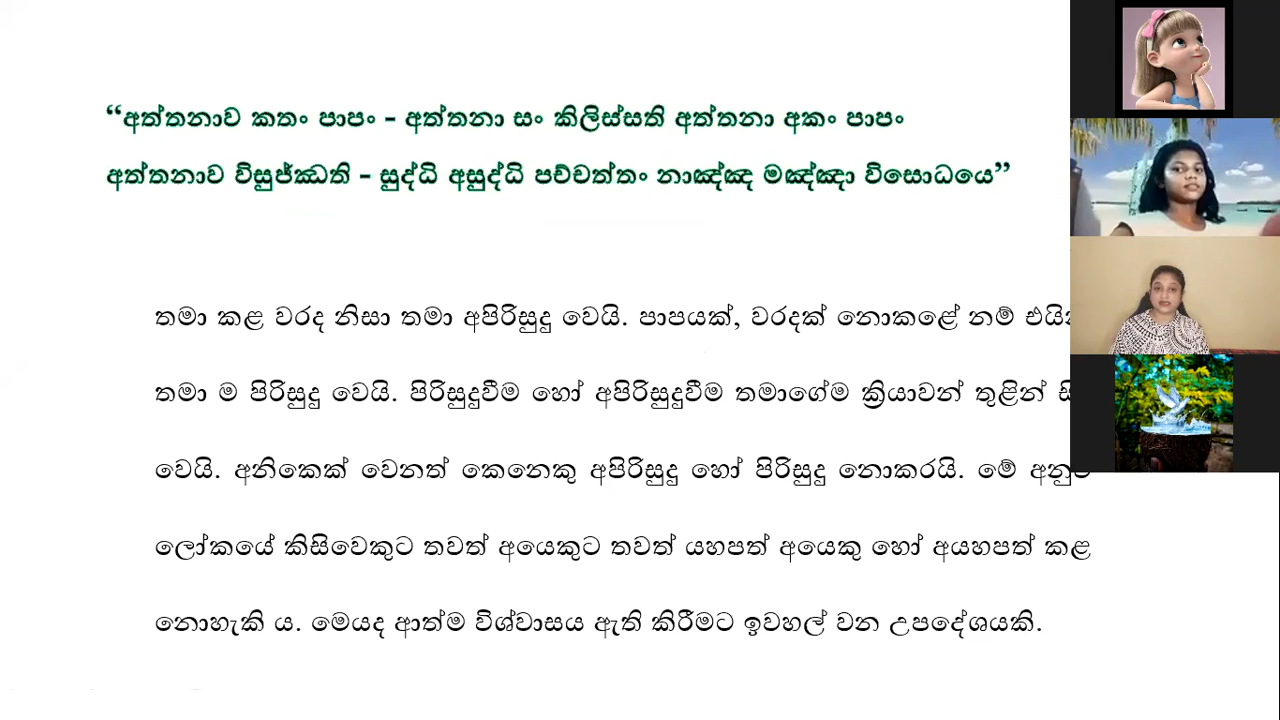 “අත්තනාව කතං පාපං - අත්තනා සං කිලිස්සති අත්තනා අකං පාපං
අත්තනාව විසුජ්ඣති - සුද්ධි අසුද්ධි පච්චත්තං නාඤ්ඤ මඤ්ඤා විසොධයෙ”
තමා කළ වරද නිසා තමා අපිරිසුදු වෙයි. පාපයක්, වරදක් නොකළේ නම්
තමා ම පිරිසුදු වෙයි. පිරිසුදුවීම හෝ අපිරිසුදුවීම තමාගේම ක්‍රියාවන් තුළින්
වෙයි. අනිකෙක් වෙනත් කෙනෙකු අපිරිසුදු හෝ පිරිසුදු නොකරයි. මේ
ලෝකයේ කිසිවෙකුට තවත් අයෙකුට තවත් යහපත් අයෙකු හෝ අයහපත් කළ
නොහැකි ය. මෙයද ආත්ම විශ්වාසය ඇති කිරීමට ඉවහල් වන උපදේශයකි.